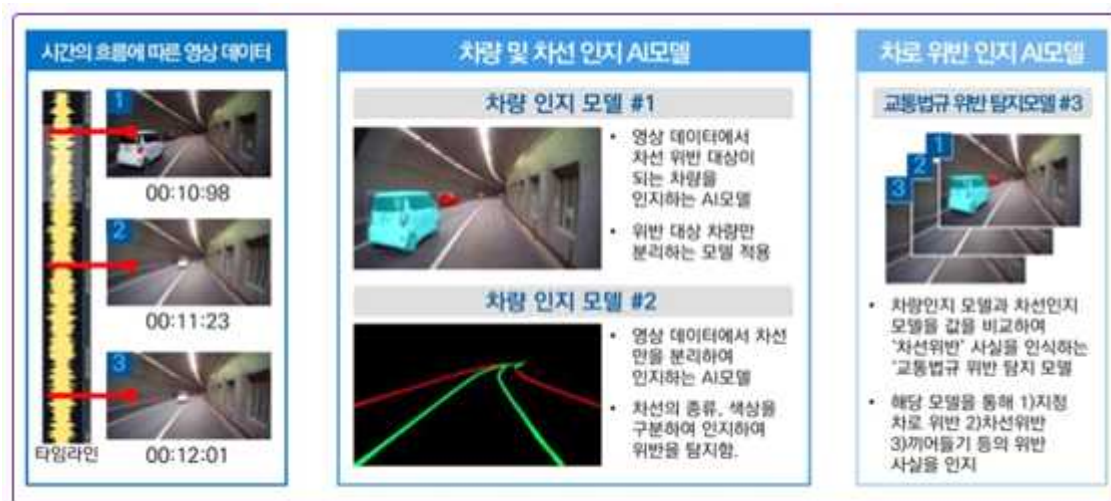 시간의 흐름에 따른 영상 데이터
1
00:10:98
2
00:11:23
3
00:12:01
타임라인
차량 및 차선 인지 AI모델
차량 인지 모델 #1
• 영상 데이터에서
차선 위반 대상이
되는 차량을
인지하는 AI모델
• 위반 대상 차량만
분리하는 모델 적용
차량 인지 모델 #2
• 영상 데이터에서 차선
만을 분리하여
인지하는 AI모델
• 차선의 종류, 색상을
구분하여 인지하여
위반을 탐지함.
차로 위반 인지 AI모델
교통법규 위반 탐지모델 #3
1
2
3
• 차량인지 모델과 차선인지
모델을 값을 비교하여
'차선위반' 사실을 인식하는
"교통법규 위반 탐지 모델
• 해당 모델을 통해 1)지정
차로 위반 2)차선위반
3)끼어들기 등의 위반
사실을 인지